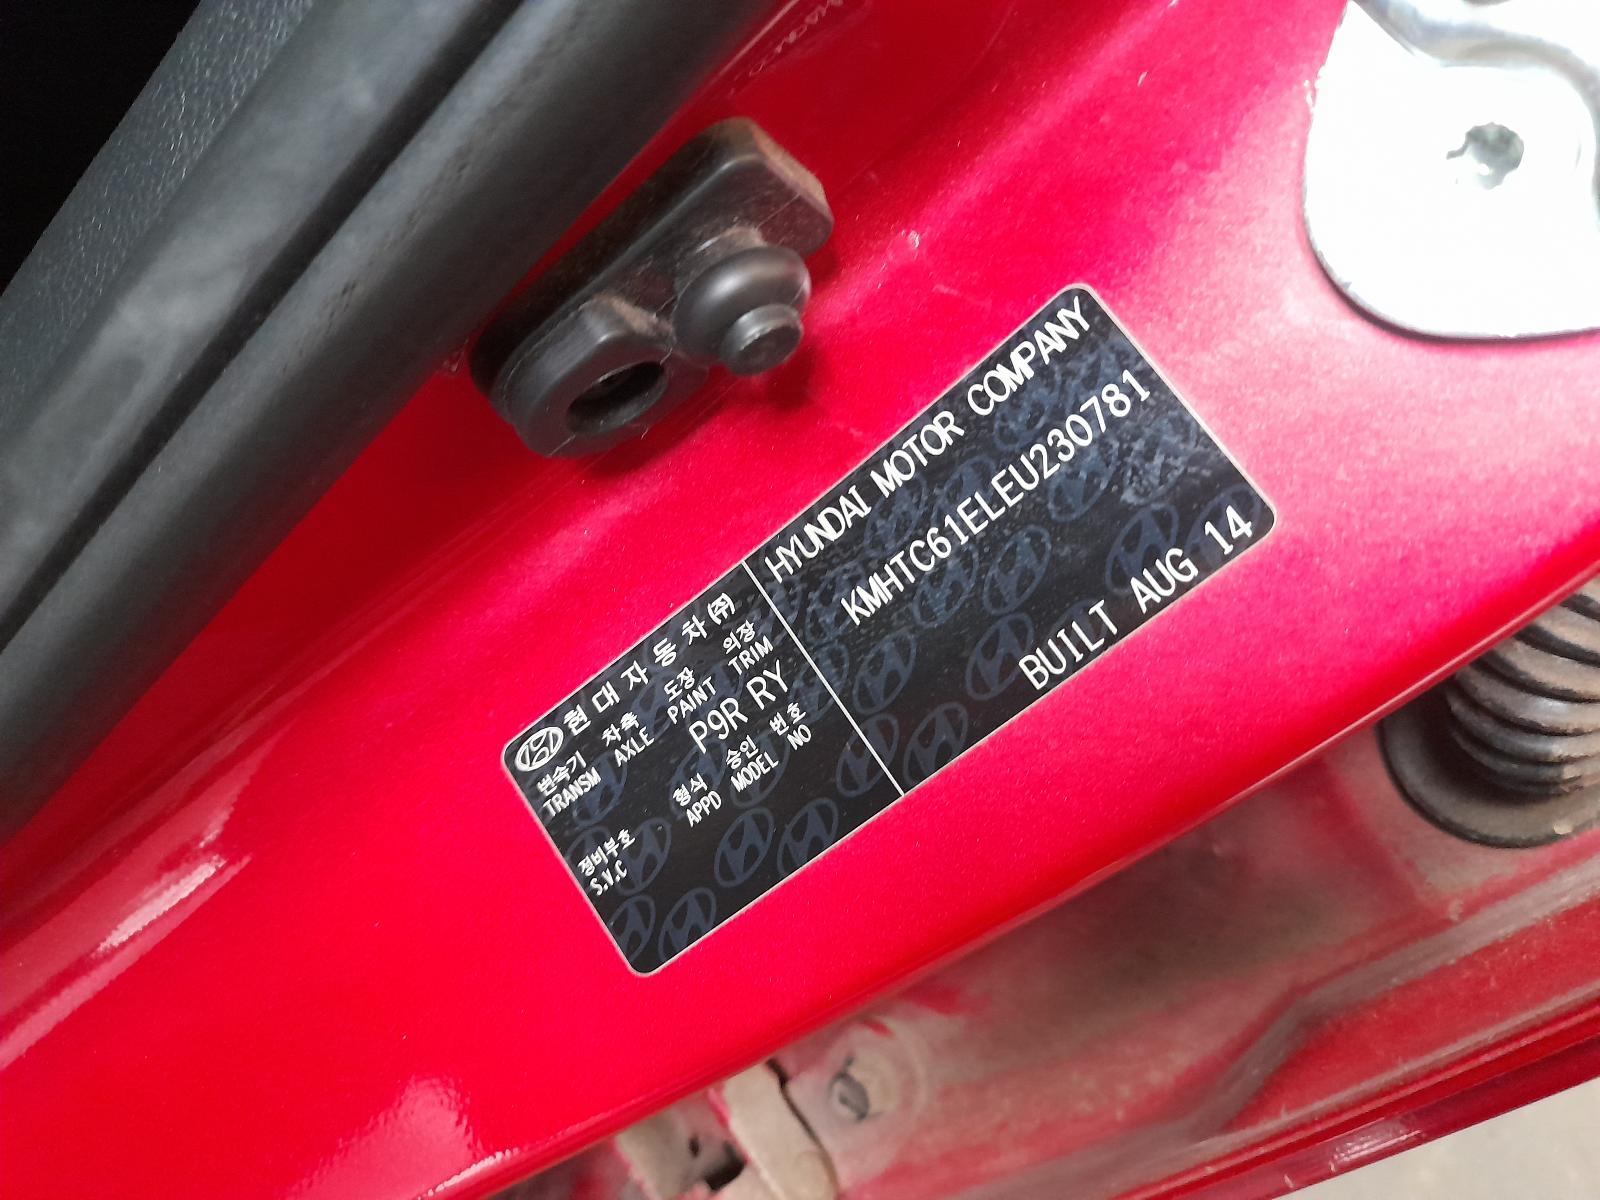 현대자동차㈜
변속기 차축 도장 의장
TRANSM AXLE PAINT TRIM
P9R RY
형식 승인 번호
APPD MODEL NO
정비부호
S.V.C
HYUNDAI MOTOR COMPANY
KMHTC61ELEU230781
BUILT AUG 14